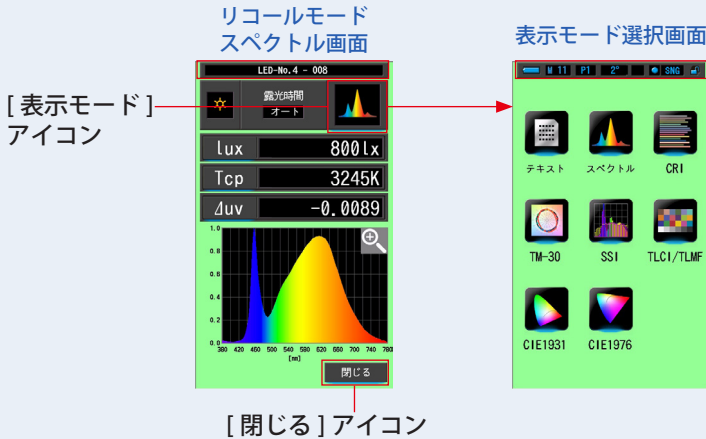 リコールモード
スペクトル画面
表示モード選択画面
LED-No.4 - 008
M 11 P1 2° SNG
[ 表示モード ]
アイコン
露光時間
オート
lux 800lx
Tcp 3245K
⊿uv -0.0089
1.0
0.8
0.6
0.4
0.2
0.0
380 420 460 500 540 580 620 660 700 740 780
[nm]
閉じる
テキスト スペクトル CRI
TM-30 SSI TLCI/TLMF
CIE1931 CIE1976
[ 閉じる ] アイコン